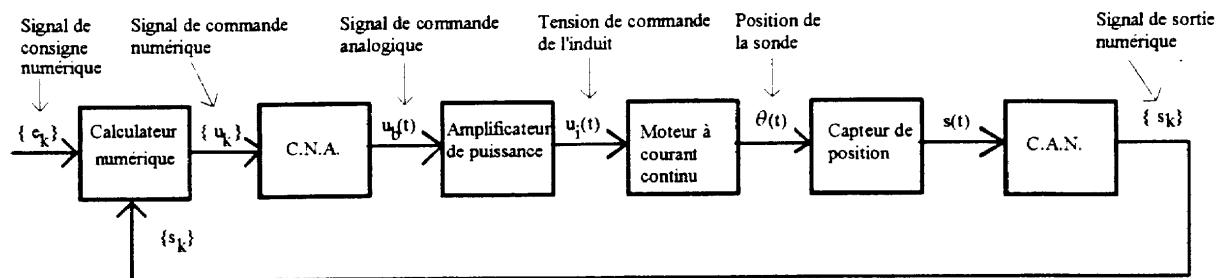 Signal de
consigne
numérique
Signal de commande
numérique
Signal de commande
analogique
Tension de commande
de l'induit
Position de
la sonde
Signal de sortie
numérique
{ e_k }
Calculateur
numérique
{ u_k }
C.N.A.
u_b(t)
Amplificateur
de puissance
u_i(t)
Moteur à
courant
continu
θ(t)
Capteur de
position
s(t)
C.A.N.
{ s_k }
{ s_k }